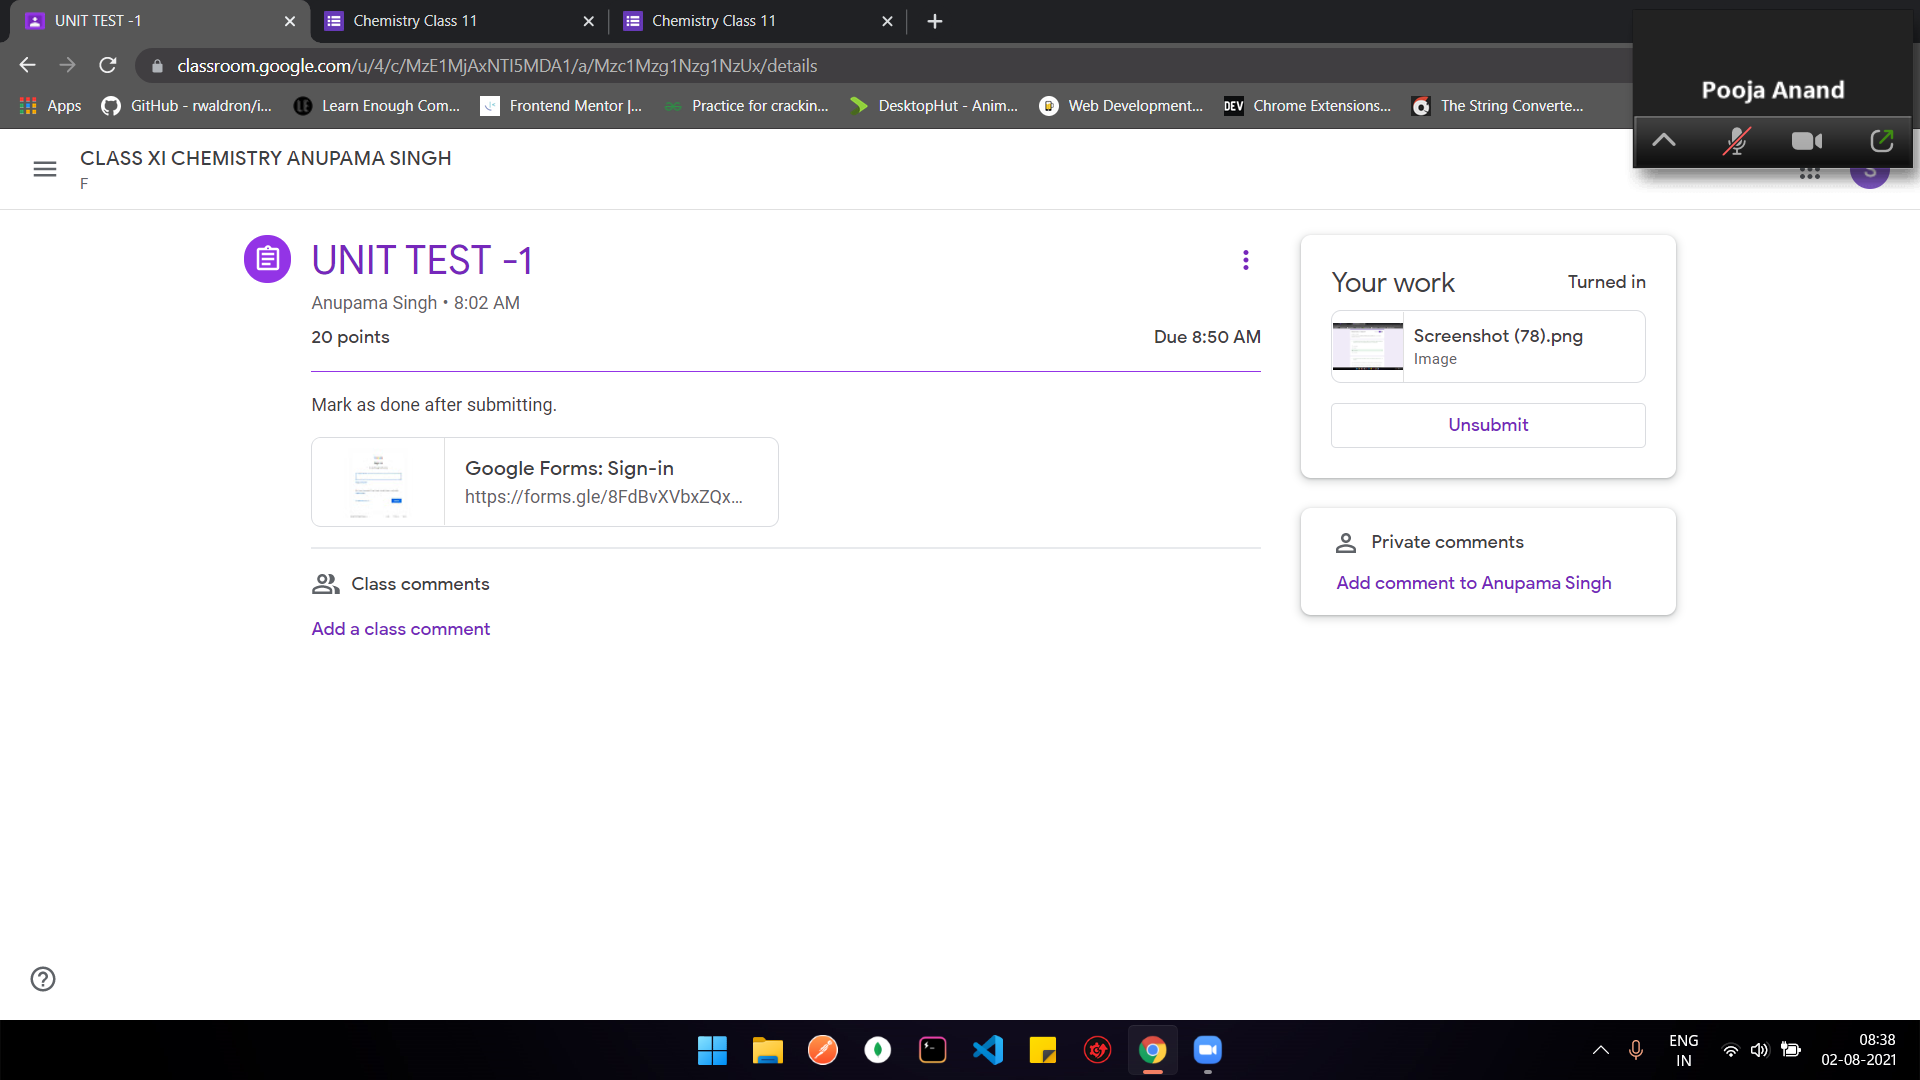 UNIT TEST -1
Chemistry Class 11
Chemistry Class 11
classroom.google.com/u/4/c/MzE1MjAxNTI5MDA1/a/Mzc1Mzg1Nzg1NzUx/details
Apps
GitHub - rwaldron/i...
Learn Enough Com...
Frontend Mentor |...
Practice for crackin...
DesktopHut - Anim...
Web Development...
DEV
Chrome Extensions...
The String Converte...
Pooja Anand
CLASS XI CHEMISTRY ANUPAMA SINGH
F
S
UNIT TEST -1
Anupama Singh • 8:02 AM
20 points
Due 8:50 AM
Mark as done after submitting.
Google Forms: Sign-in
https://forms.gle/8FdBvXVbxZQx...
Class comments
Add a class comment
Your work
Turned in
Screenshot (78).png
Image
Unsubmit
Private comments
Add comment to Anupama Singh
ENG
IN
08:38
02-08-2021